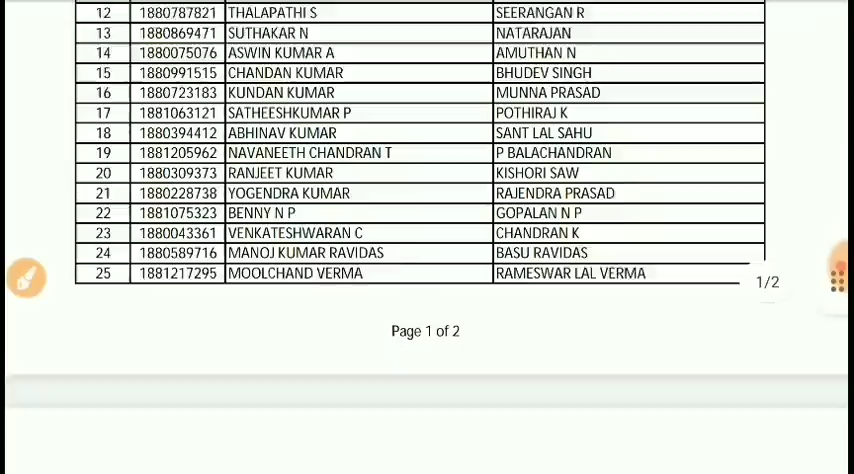 12 1880787821 THALAPATHI S SEERANGAN R
13 1880869471 SUTHAKAR N NATARAJAN
14 1880075076 ASWIN KUMAR A AMUTHAN N
15 1880991515 CHANDAN KUMAR BHUDEV SINGH
16 1880723183 KUNDAN KUMAR MUNNA PRASAD
17 1881063121 SATHEESHKUMAR P POTHIRAJ K
18 1880394412 ABHINAV KUMAR SANT LAL SAHU
19 1881205962 NAVANEETH CHANDRAN T P BALACHANDRAN
20 1880309373 RANJEET KUMAR KISHORI SAW
21 1880228738 YOGENDRA KUMAR RAJENDRA PRASAD
22 1881075323 BENNY N P GOPALAN N P
23 1880043361 VENKATESHWARAN C CHANDRAN K
24 1880589716 MANOJ KUMAR RAVIDAS BASU RAVIDAS
25 1881217295 MOOLCHAND VERMA RAMESWAR LAL VERMA
1/2
Page 1 of 2